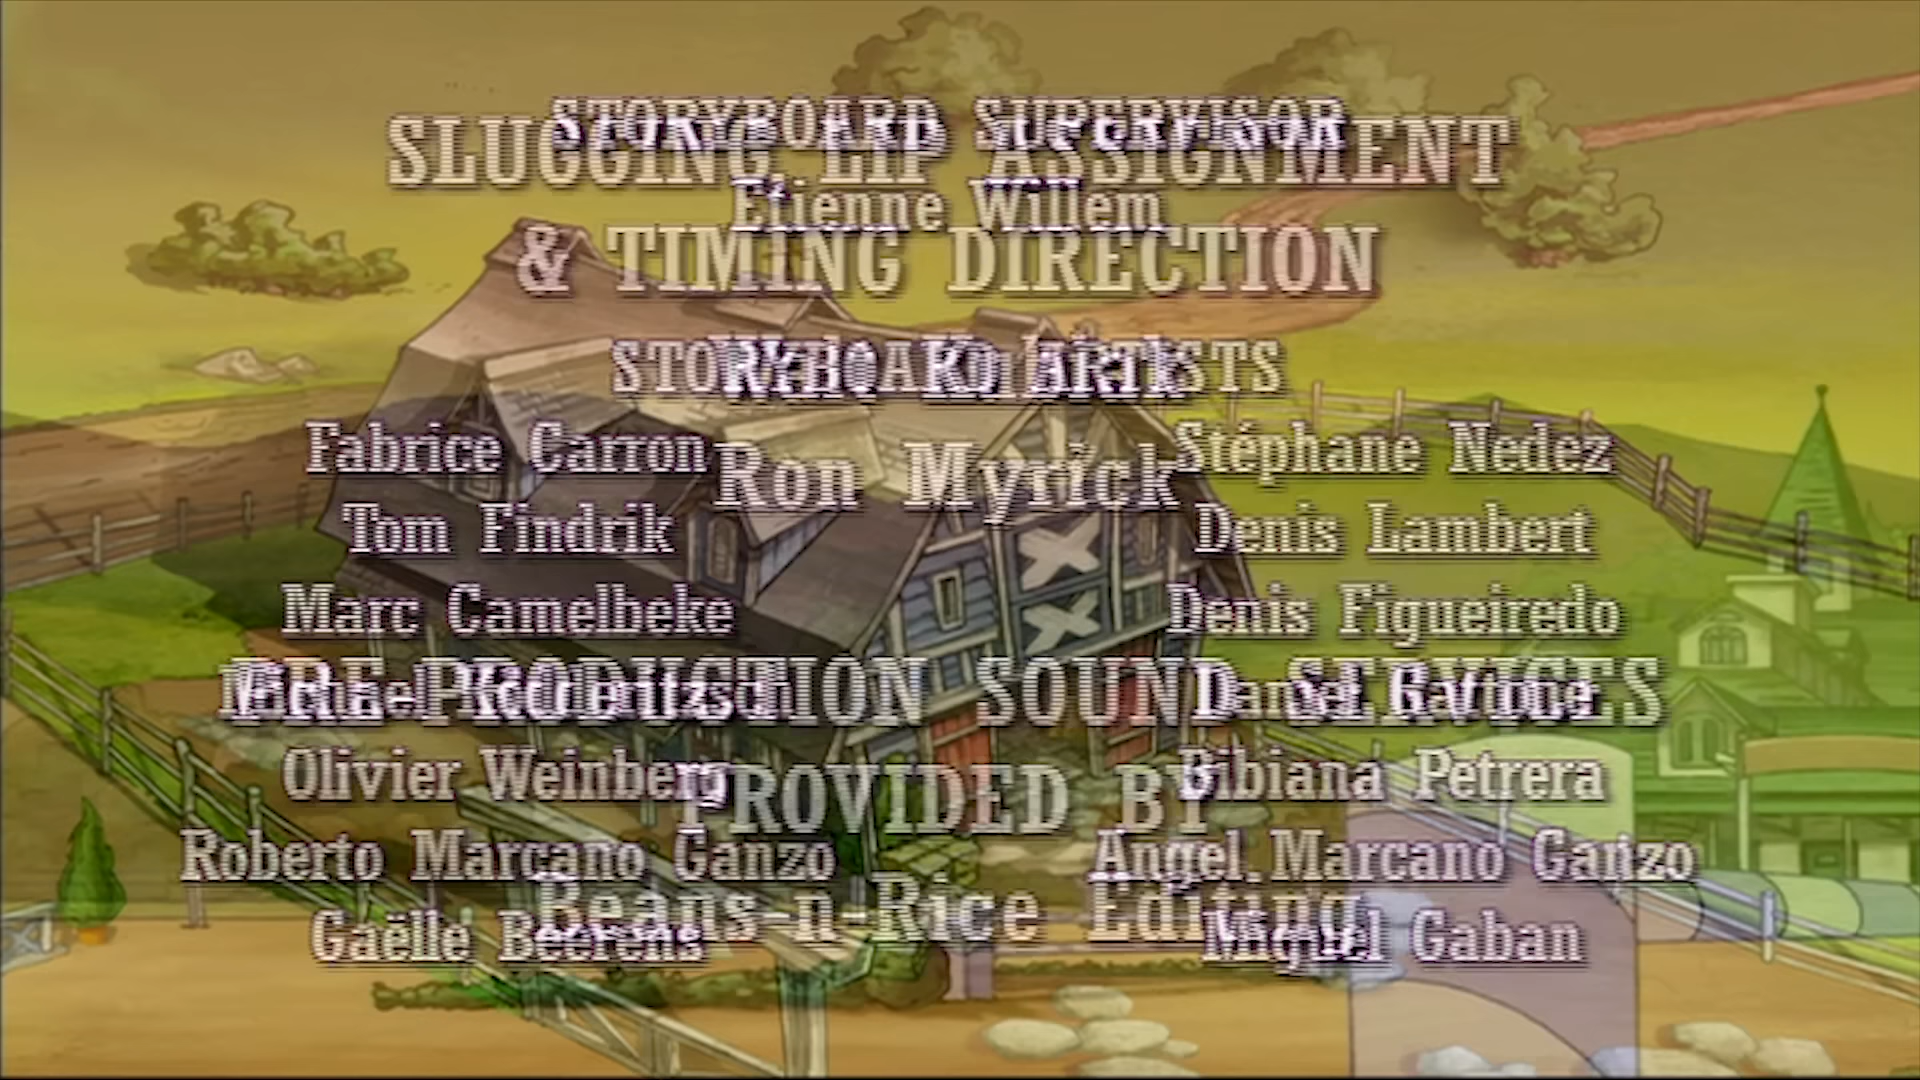 STORYBOARD SUPERVISOR
SLUGGING, LIP ASSIGNMENT
Etienne Willem
& TIMING DIRECTION
STORYBOARD ARTISTS
Fabrice Carron
Ron Myrick
Stéphane Nedez
Tom Findrik
Denis Lambert
Marc Camelbeke
Denis Figueiredo
PRE-PRODUCTION SOUND SERVICES
Michael
Olivier Weinberg
PROVIDED BY
Bibiana Petrera
Roberto Marcano Ganzo
Angel Marcano Ganzo
Beans-n-Rice Editing
Gaëlle Beerens
Miguel Gaban